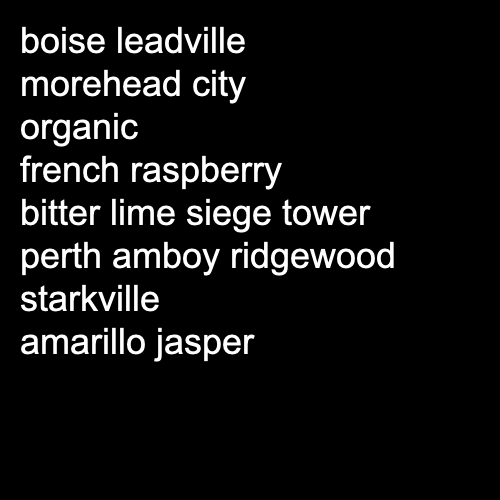 boise leadville
morehead city
organic
french raspberry
bitter lime siege tower
perth amboy ridgewood
starkville
amarillo jasper